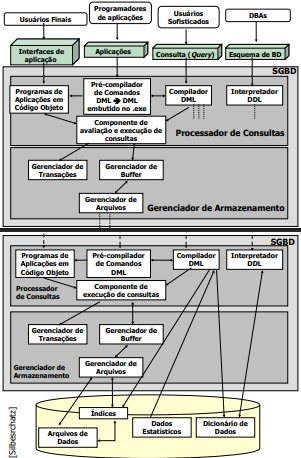 Usuários Finais
Programadores
de aplicações
Usuários
Sofisticados
DBAs
Interfaces de
aplicação
Aplicações
Consulta (Query)
Esquema de BD
SGBD
Programas de
Aplicações em
Código Objeto
Pré-compilador
de Comandos
DML → DML
embutido no .exe
Compilador
DML
Interpretador
DDL
Componente de
avaliação e execução de
consultas
Processador de Consultas
Gerenciador de
Transações
Gerenciador de
Buffer
Gerenciador de
Arquivos
Gerenciador de Armazenamento
SGBD
Programas de
Aplicações em
Código Objeto
Pré-compilador
de Comandos
DML
Compilador
DML
Interpretador
DDL
Processador
de Consultas
Componente de
execução de consultas
Gerenciador de
Transações
Gerenciador de
Buffer
Gerenciador de
Arquivos
Gerenciador de
Armazenamento
Índices
Arquivos de
Dados
Dados
Estatísticos
Dicionário de
Dados
[Silberschatz]